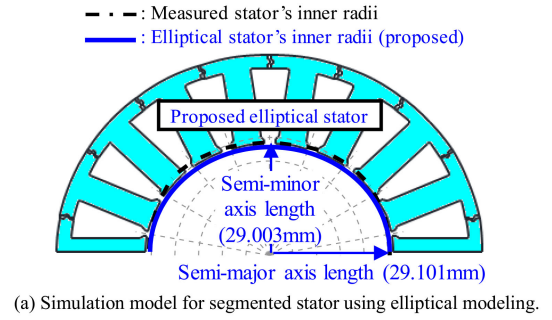 : Measured stator's inner radii
: Elliptical stator's inner radii (proposed)
Proposed elliptical stator
Semi-minor
axis length
(29.003mm)
Semi-major axis length (29.101mm)
(a) Simulation model for segmented stator using elliptical modeling.